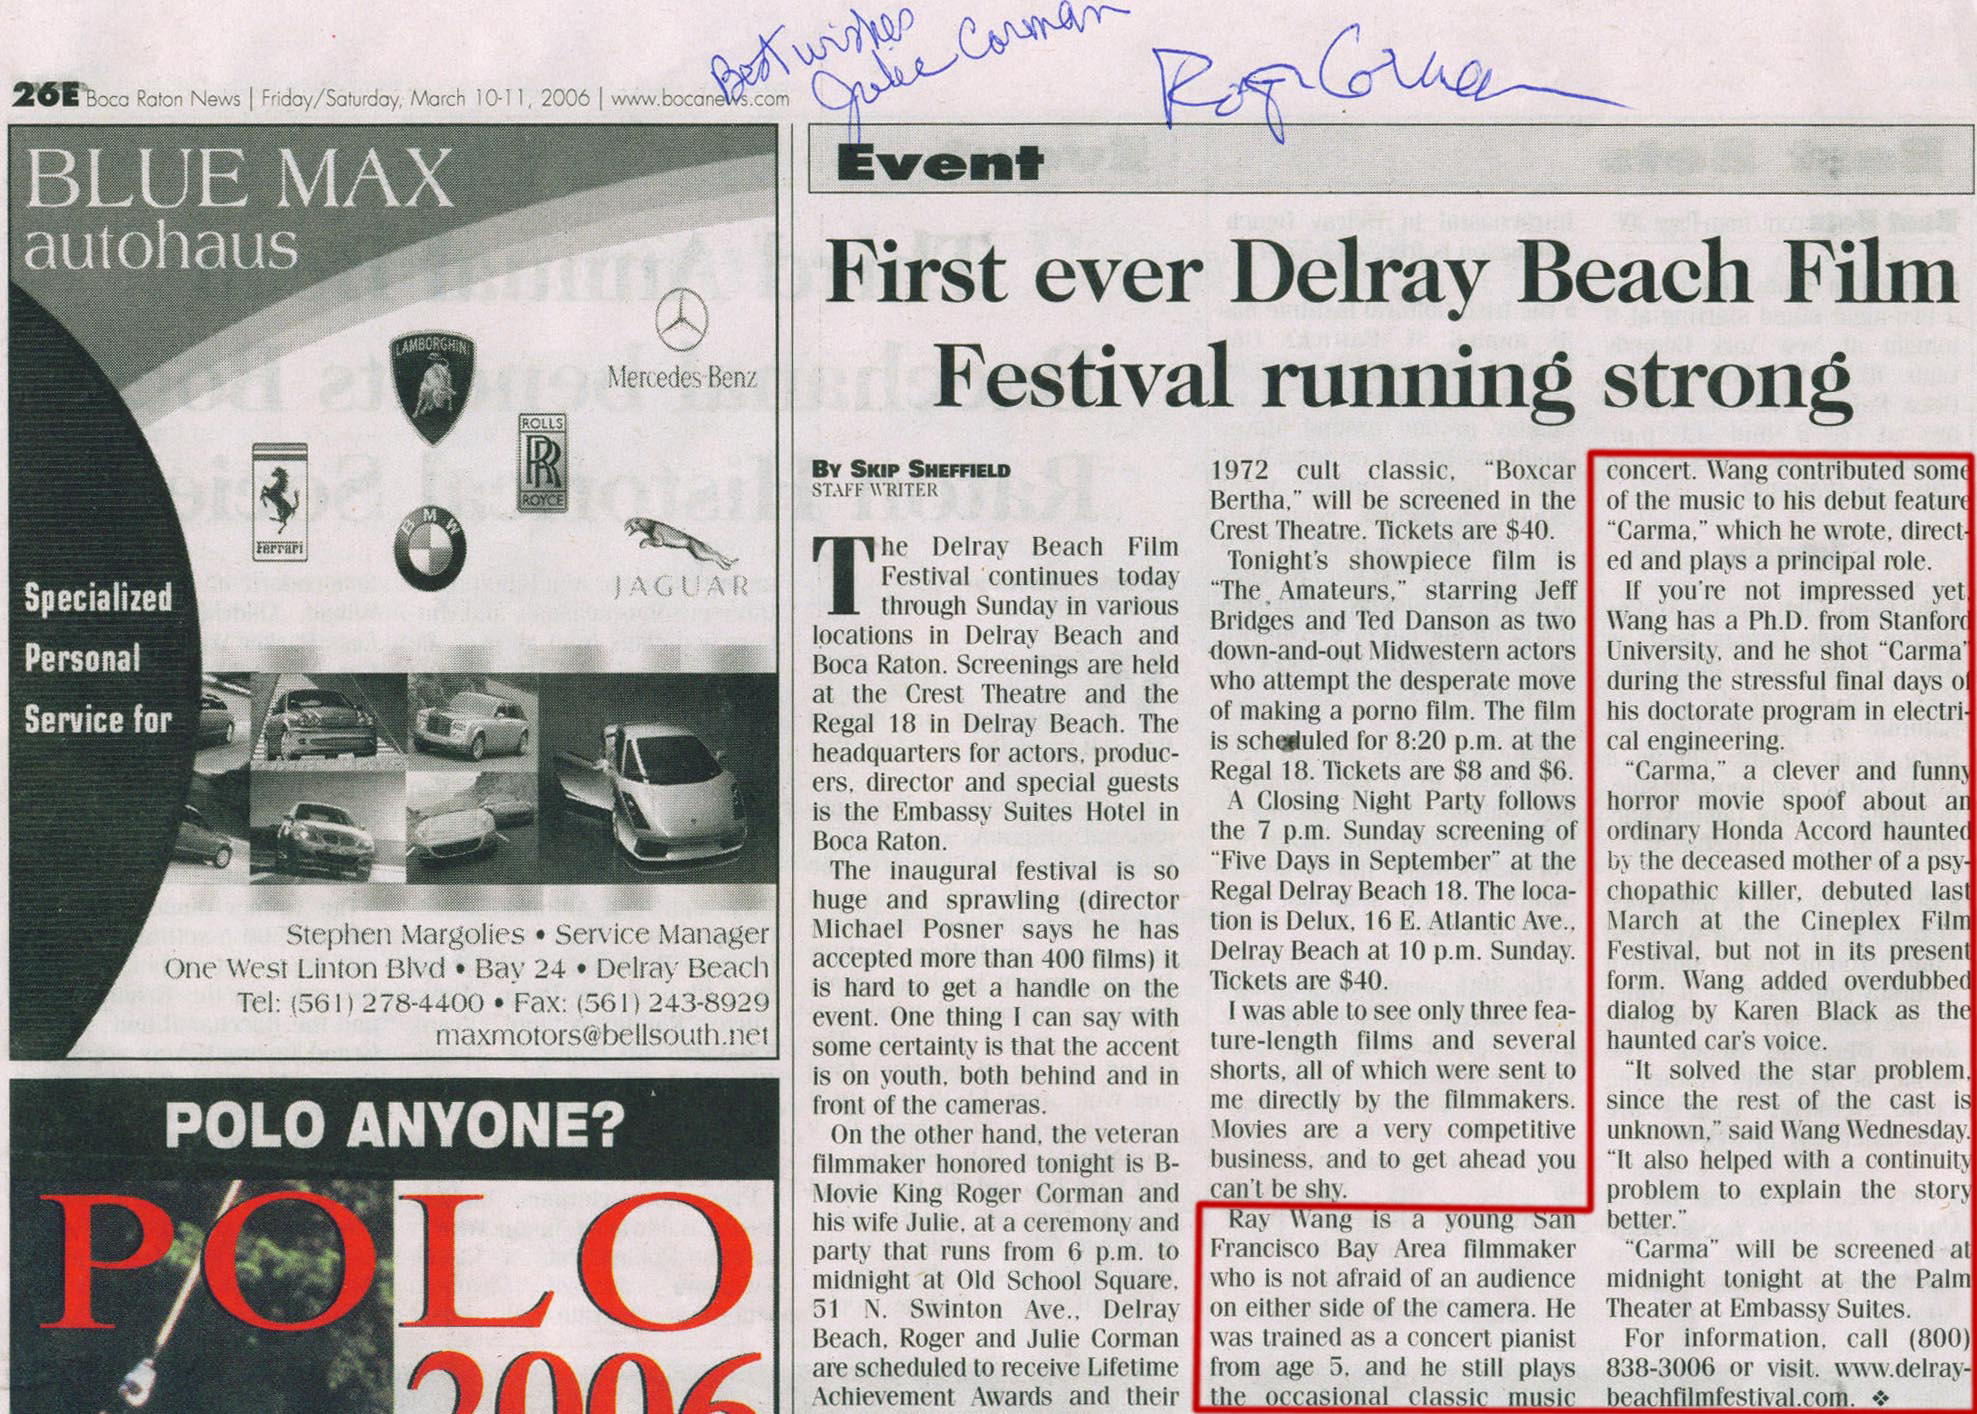 Best wishes
Julie Corman
Roger Corman
26E Boca Raton News | Friday/Saturday, March 10-11, 2006 | www.bocanews.com
BLUE MAX
autohaus
LAMBORGHINI
Mercedes-Benz
ROLLS
RR
ROYCE
Ferrari
BMW
JAGUAR
Specialized
Personal
Service for
Stephen Margolies • Service Manager
One West Linton Blvd • Bay 24 • Delray Beach
Tel: (561) 278-4400 • Fax: (561) 243-8929
maxmotors@bellsouth.net
POLO ANYONE?
POLO
2006
Event
First ever Delray Beach Film
Festival running strong
BY SKIP SHEFFIELD
STAFF WRITER
The Delray Beach Film
Festival continues today
through Sunday in various
locations in Delray Beach and
Boca Raton. Screenings are held
at the Crest Theatre and the
Regal 18 in Delray Beach. The
headquarters for actors, produc-
ers, director and special guests
is the Embassy Suites Hotel in
Boca Raton.
The inaugural festival is so
huge and sprawling (director
Michael Posner says he has
accepted more than 400 films) it
is hard to get a handle on the
event. One thing I can say with
some certainty is that the accent
is on youth, both behind and in
front of the cameras.
On the other hand, the veteran
filmmaker honored tonight is B-
Movie King Roger Corman and
his wife Julie, at a ceremony and
party that runs from 6 p.m. to
midnight at Old School Square,
51 N. Swinton Ave., Delray
Beach, Roger and Julie Corman
are scheduled to receive Lifetime
Achievement Awards and their
1972 cult classic, "Boxcar
Bertha," will be screened in the
Crest Theatre. Tickets are $40.
Tonight's showpiece film is
"The Amateurs," starring Jeff
Bridges and Ted Danson as two
down-and-out Midwestern actors
who attempt the desperate move
of making a porno film. The film
is scheduled for 8:20 p.m. at the
Regal 18. Tickets are $8 and $6.
A Closing Night Party follows
the 7 p.m. Sunday screening of
"Five Days in September" at the
Regal Delray Beach 18. The loca-
tion is Delux, 16 E. Atlantic Ave.,
Delray Beach at 10 p.m. Sunday.
Tickets are $40.
I was able to see only three fea-
ture-length films and several
shorts, all of which were sent to
me directly by the filmmakers.
Movies are a very competitive
business, and to get ahead you
can't be shy.
Ray Wang is a young San
Francisco Bay Area filmmaker
who is not afraid of an audience
on either side of the camera. He
was trained as a concert pianist
from age 5, and he still plays
the occasional classic music
concert. Wang contributed some
of the music to his debut feature
"Carma," which he wrote, direct-
ed and plays a principal role.
If you're not impressed yet,
Wang has a Ph.D. from Stanford
University, and he shot "Carma"
during the stressful final days of
his doctorate program in electri-
cal engineering.
"Carma," a clever and funny
horror movie spoof about an
ordinary Honda Accord haunted
by the deceased mother of a psy-
chopathic killer, debuted last
March at the Cineplex Film
Festival, but not in its present
form. Wang added overdubbed
dialog by Karen Black as the
haunted car's voice.
"It solved the star problem,
since the rest of the cast is
unknown," said Wang Wednesday.
"It also helped with a continuity
problem to explain the story
better."
"Carma" will be screened at
midnight tonight at the Palm
Theater at Embassy Suites.
For information, call (800)
838-3006 or visit. www.delray-
beachfilmfestival.com. ❖